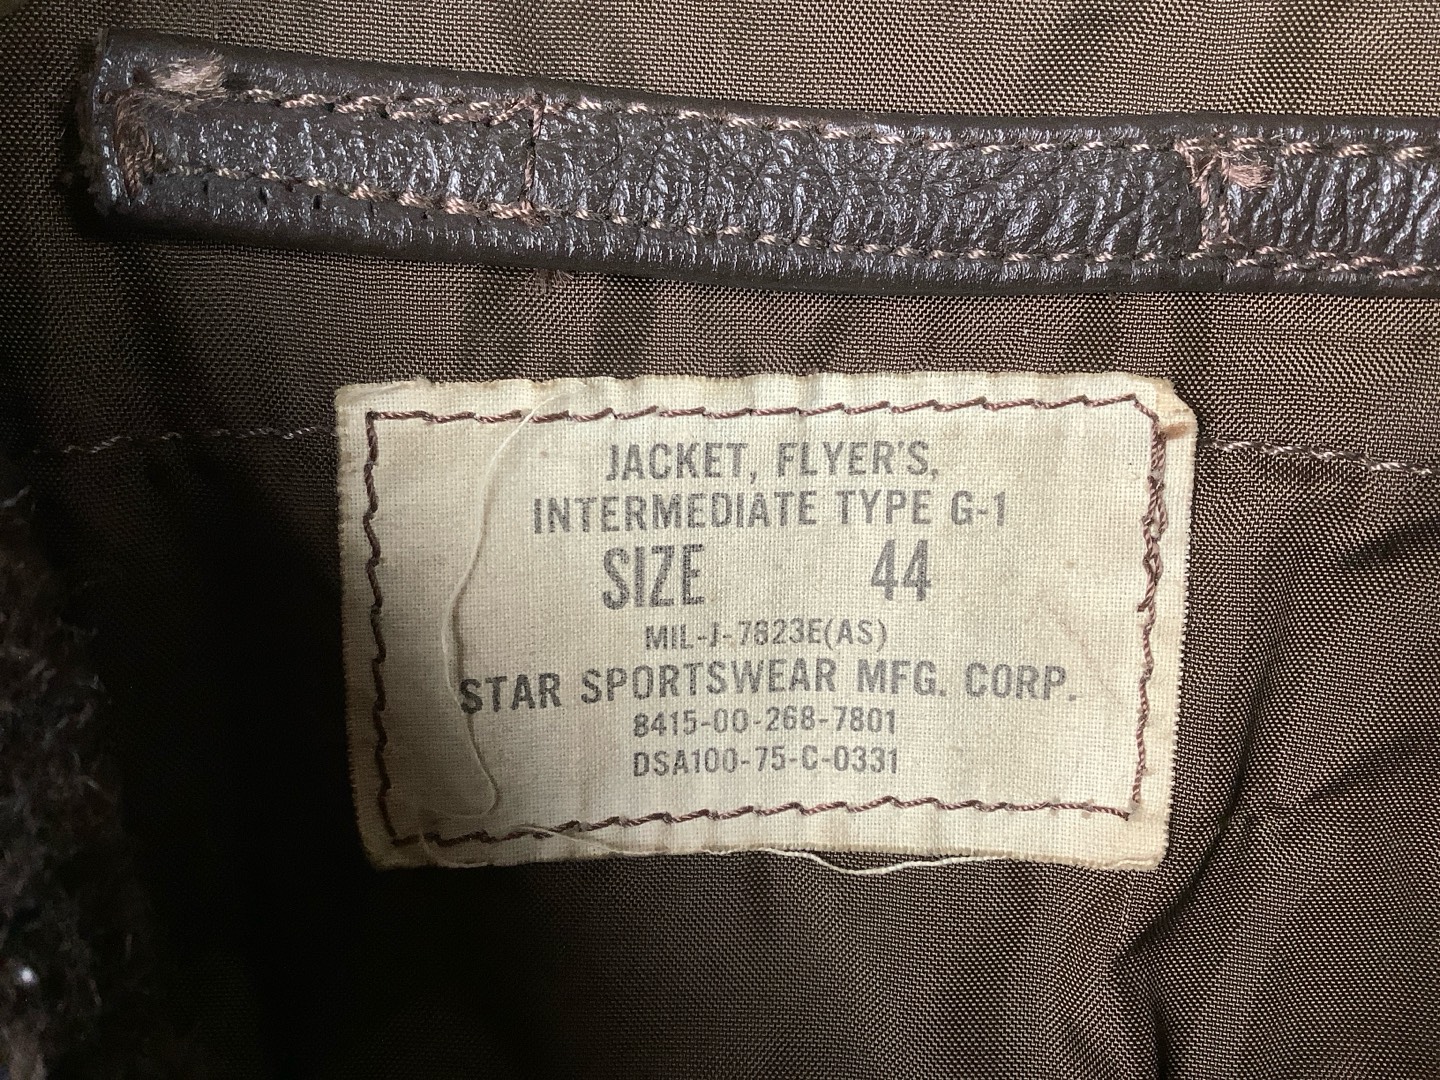 JACKET, FLYER'S,
INTERMEDIATE TYPE G-1
SIZE 44
MIL-J-7823E(AS)
STAR SPORTSWEAR MFG. CORP.
8415-00-268-7801
DSA100-75-C-0331